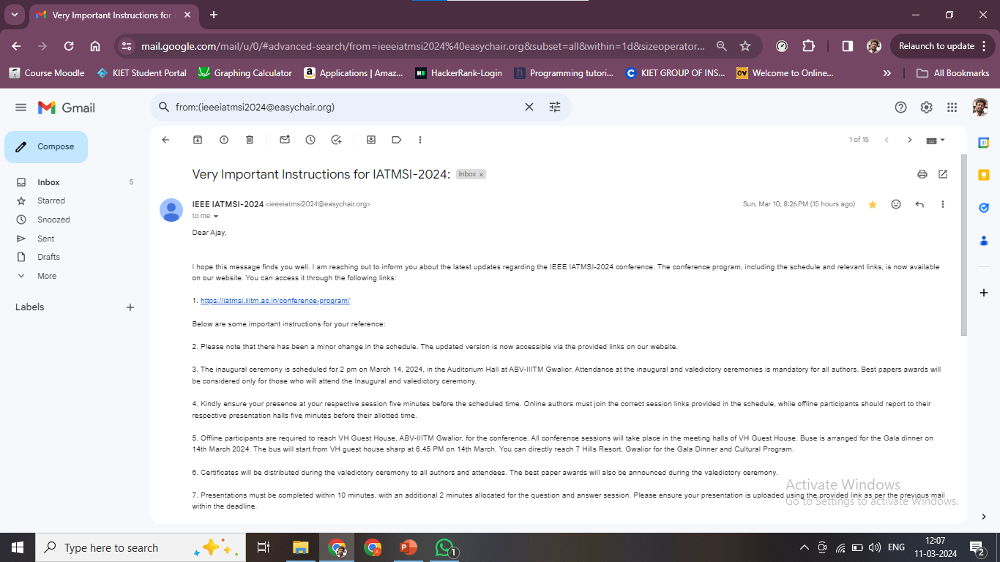 Very Important Instructions for
mail.google.com/mail/u/0/#advanced-search/from=ieeeiatmsi2024%40easychair.org&subset=all&within=1d&sizeoperator...
Relaunch to update
Course Moodle
KIET Student Portal
Graphing Calculator
Applications | Amaz...
HackerRank-Login
Programming tutori...
KIET GROUP OF INS...
Welcome to Online...
»
All Bookmarks
Gmail
from:(ieeeiatmsi2024@easychair.org)
Compose
1 of 15
Inbox 5
Starred
Snoozed
Sent
Drafts
More
Labels
Very Important Instructions for IATMSI-2024: Inbox x
IEEE IATMSI-2024 <ieeeiatmsi2024@easychair.org>
Sun, Mar 10, 8:26 PM (15 hours ago)
to me
Dear Ajay,
I hope this message finds you well. I am reaching out to inform you about the latest updates regarding the IEEE IATMSI-2024 conference. The conference program, including the schedule and relevant links, is now available
on our website. You can access it through the following links:
1. https://iatmsi.iiitm.ac.in/conference-program/
Below are some important instructions for your reference:
2. Please note that there has been a minor change in the schedule. The updated version is now accessible via the provided links on our website.
3. The inaugural ceremony is scheduled for 2 pm on March 14, 2024, in the Auditorium Hall at ABV-IIITM Gwalior. Attendance at the inaugural and valedictory ceremonies is mandatory for all authors. Best papers awards will
be considered only for those who will attend the Inaugural and valedictory ceremony.
4. Kindly ensure your presence at your respective session five minutes before the scheduled time. Online authors must join the correct session links provided in the schedule, while offline participants should report to their
respective presentation halls five minutes before their allotted time.
5. Offline participants are required to reach VH Guest House, ABV-IIITM Gwalior, for the conference. All conference sessions will take place in the meeting halls of VH Guest House. Buse is arranged for the Gala dinner on
14th March 2024. The bus will start from VH guest house sharp at 6.45 PM on 14th March. You can directly reach 7 Hills Resort, Gwalior for the Gala Dinner and Cultural Program.
6. Certificates will be distributed during the valedictory ceremony to all authors and attendees. The best paper awards will also be announced during the valedictory ceremony.
7. Presentations must be completed within 10 minutes, with an additional 2 minutes allocated for the question and answer session. Please ensure your presentation is uploaded using the provided link as per the previous mail
within the deadline.
Activate Windows
Go to Settings to activate Windows.
Type here to search
1
ENG
12:07
11-03-2024
2